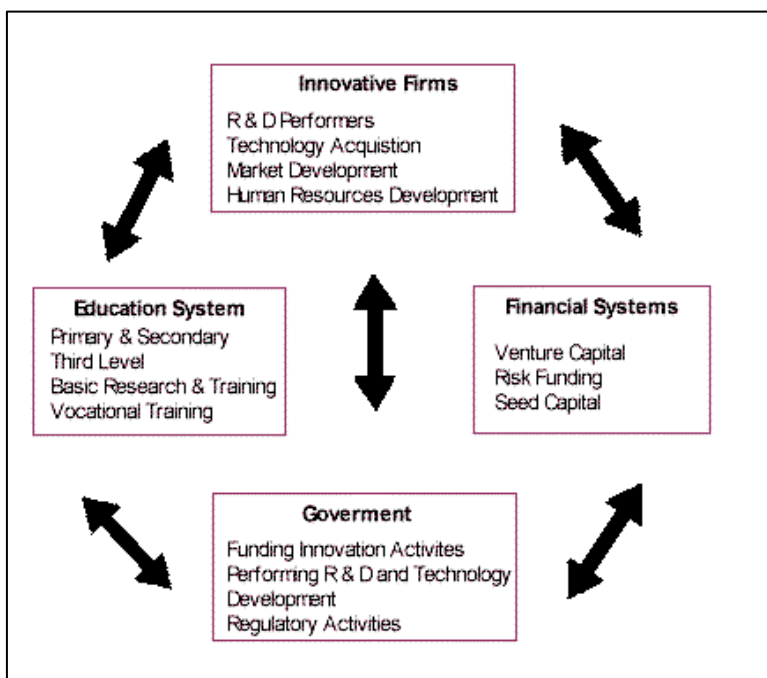 Innovative Firms
R & D Performers
Technology Acquistion
Market Development
Human Resources Development
Education System
Primary & Secondary
Third Level
Basic Research & Training
Vocational Training
Financial Systems
Venture Capital
Risk Funding
Seed Capital
Goverment
Funding Innovation Activites
Performing R & D and Technology
Development
Regulatory Activities